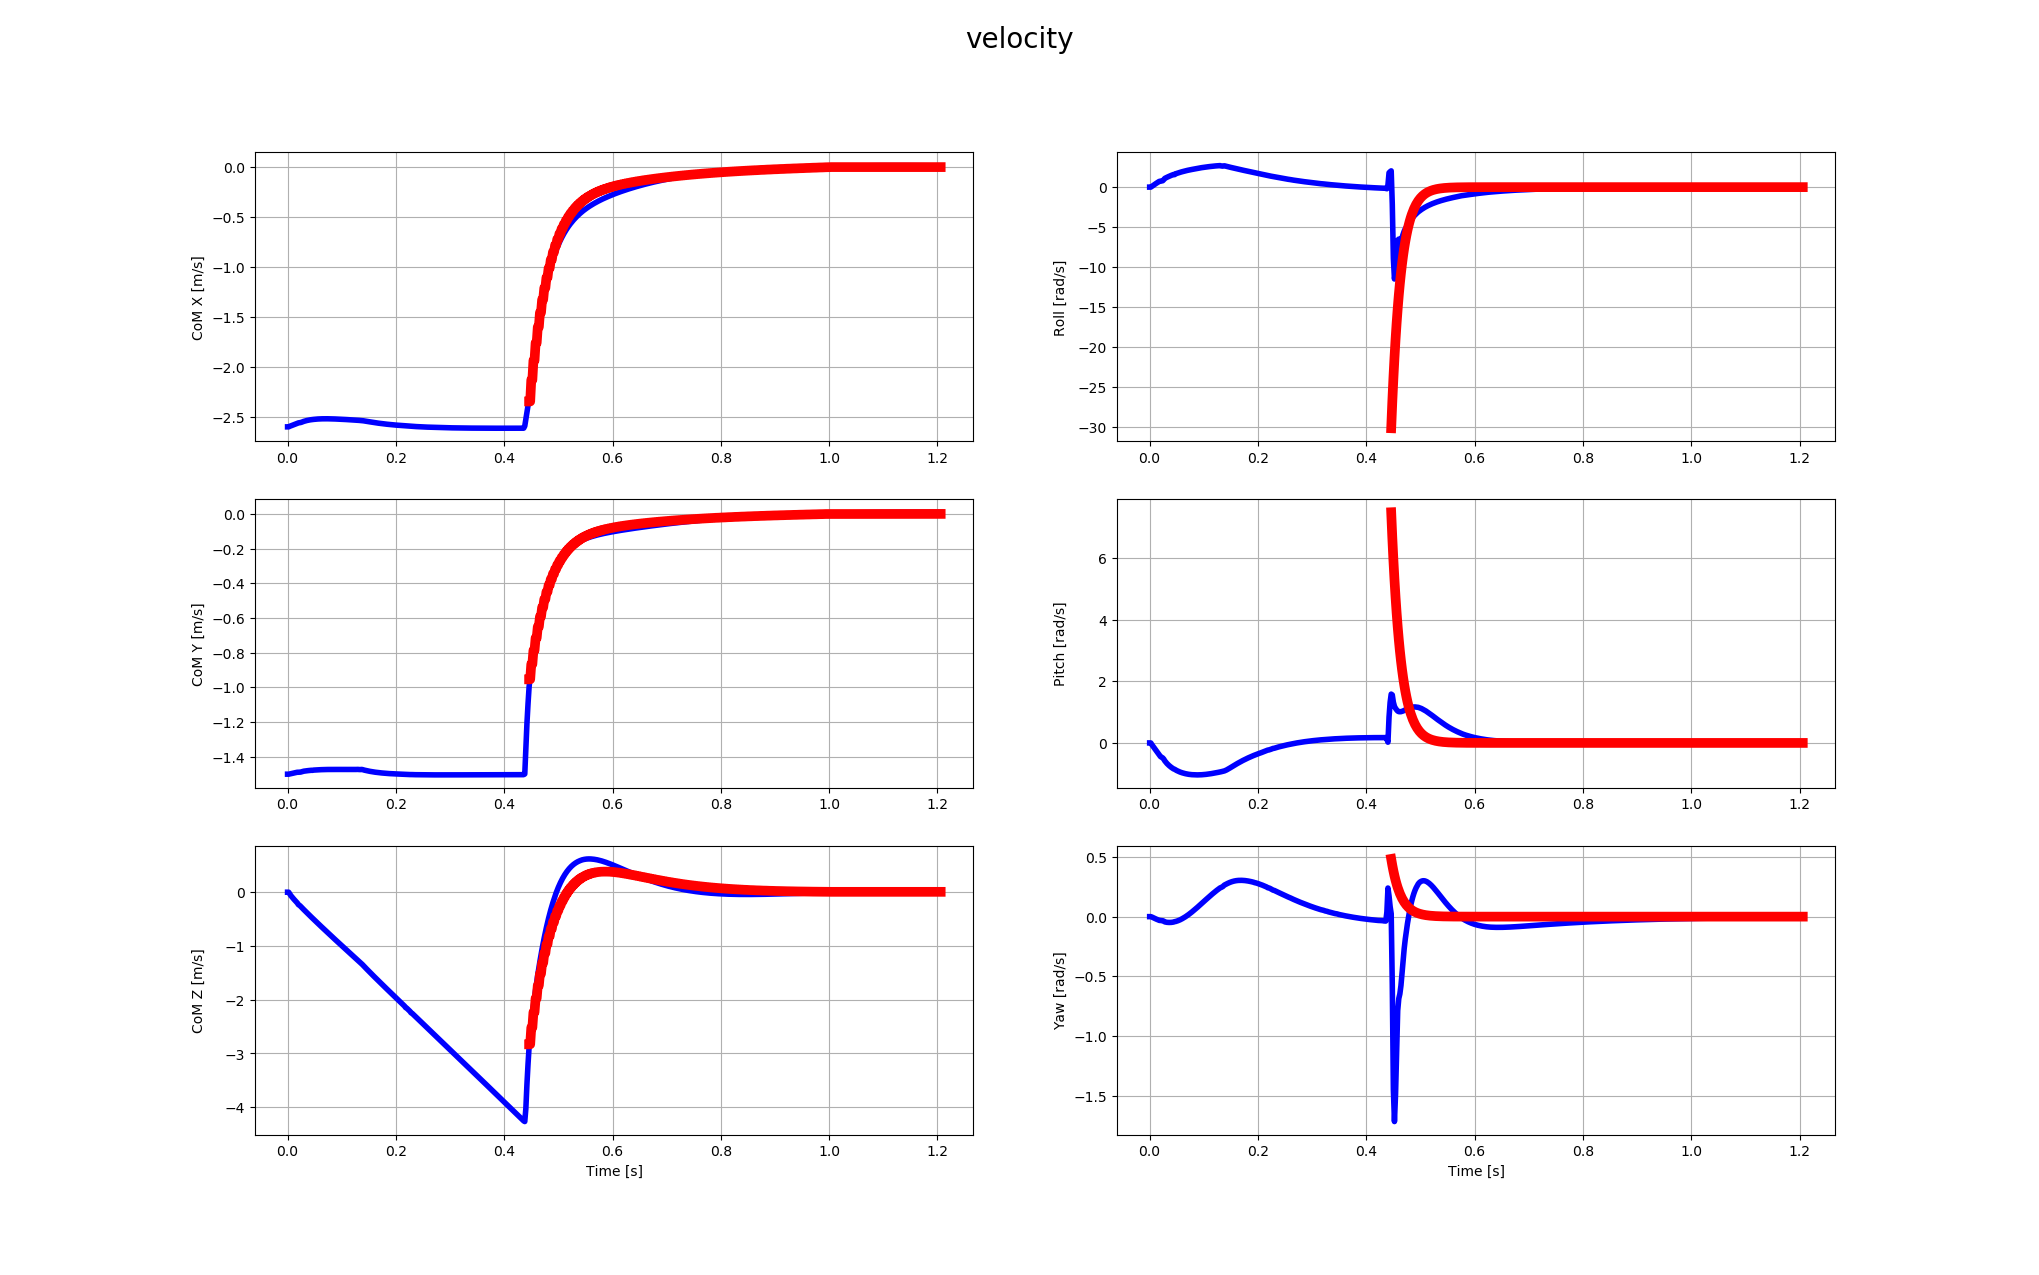 velocity
CoM X [m/s]
0.0
−0.5
−1.0
−1.5
−2.0
−2.5
0.0 0.2 0.4 0.6 0.8 1.0 1.2
Roll [rad/s]
0
−5
−10
−15
−20
−25
−30
0.0 0.2 0.4 0.6 0.8 1.0 1.2
CoM Y [m/s]
0.0
−0.2
−0.4
−0.6
−0.8
−1.0
−1.2
−1.4
0.0 0.2 0.4 0.6 0.8 1.0 1.2
Pitch [rad/s]
6
4
2
0
0.0 0.2 0.4 0.6 0.8 1.0 1.2
CoM Z [m/s]
0
−1
−2
−3
−4
0.0 0.2 0.4 0.6 0.8 1.0 1.2
Time [s]
Yaw [rad/s]
0.5
0.0
−0.5
−1.0
−1.5
0.0 0.2 0.4 0.6 0.8 1.0 1.2
Time [s]